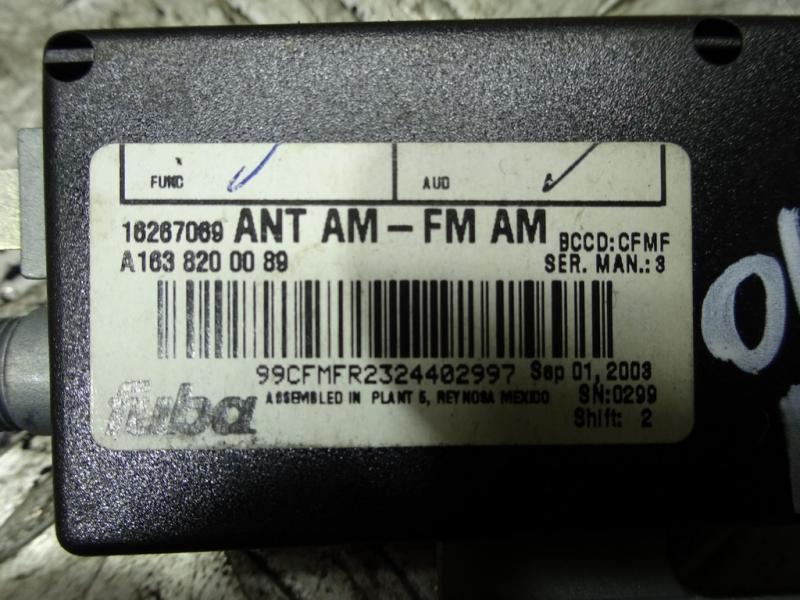 FUNC AUD
16267069 ANT AM - FM AM BCCD:CFMF
A163 820 00 89 SER. MAN.: 3
99CFMFR2324402997 Sep 01, 2003
fuba ASSEMBLED IN PLANT 5, REYNOSA MEXICO SN:0299
Shift: 2